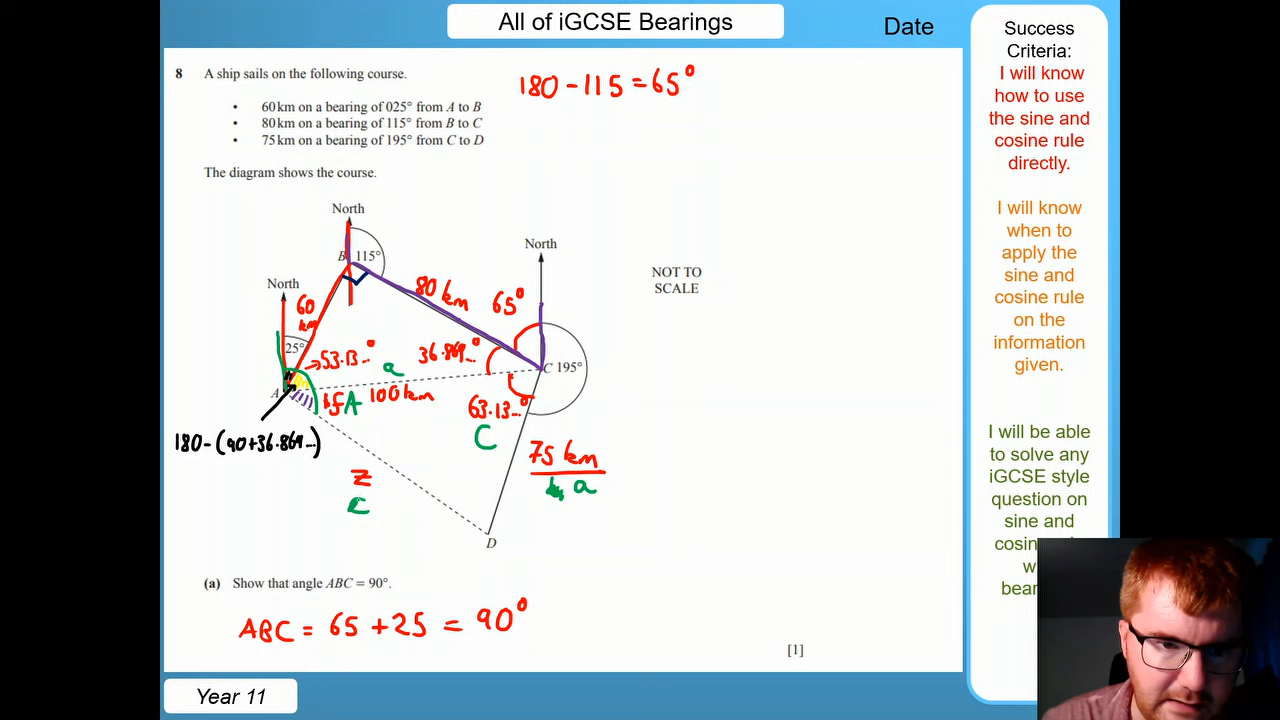 All of iGCSE Bearings
Date
8 A ship sails on the following course.
180 - 115 = 65°
• 60 km on a bearing of 025° from A to B
• 80 km on a bearing of 115° from B to C
• 75 km on a bearing of 195° from C to D
The diagram shows the course.
North
North
North
B 115°
NOT TO
SCALE
80 km
65°
60
km
25°
53.13...°
36.869...°
a
C 195°
A
A
100 km
63.13...°
C
180-(90+36.869...)
75 km
a
z
c
D
(a) Show that angle ABC = 90°.
ABC = 65 + 25 = 90°
[1]
Year 11
Success
Criteria:
I will know
how to use
the sine and
cosine rule
directly.
I will know
when to
apply the
sine and
cosine rule
on the
information
given.
I will be able
to solve any
iGCSE style
question on
sine and